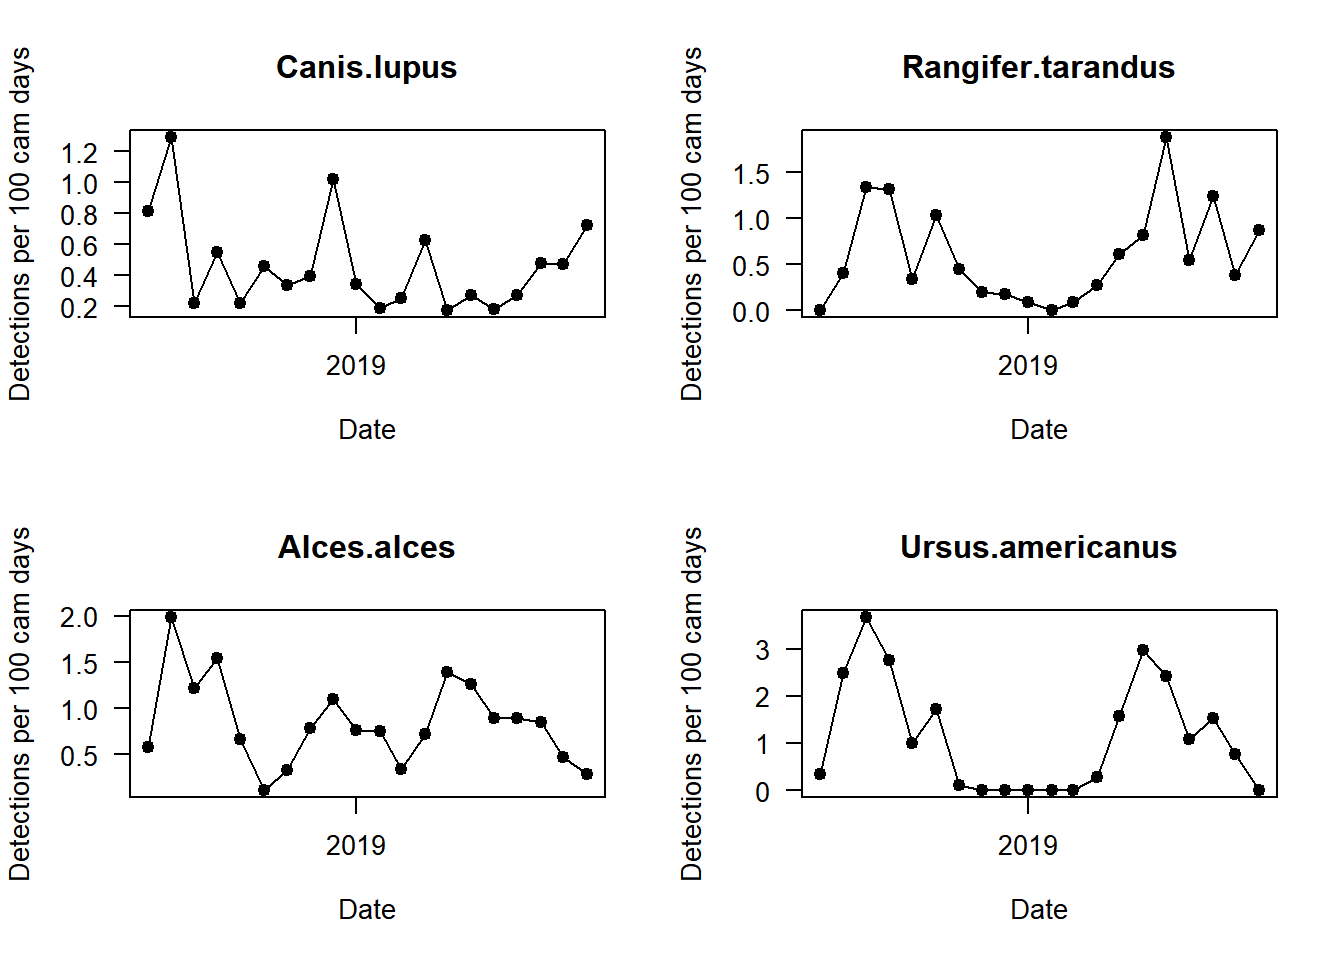 Canis.lupus
Detections per 100 cam days
1.2
1.0
0.8
0.6
0.4
0.2
2019
Date
Rangifer.tarandus
Detections per 100 cam days
1.5
1.0
0.5
0.0
2019
Date
Alces.alces
Detections per 100 cam days
2.0
1.5
1.0
0.5
2019
Date
Ursus.americanus
Detections per 100 cam days
3
2
1
0
2019
Date